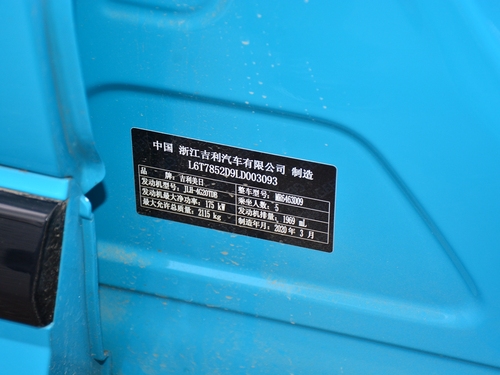 中国 浙江吉利汽车有限公司 制造
L6T7852D9LD003093
品牌：吉利美日 整车型号：MR6463D09
发动机型号：JLH-4G20TDB 乘坐人数：5
发动机最大净功率：175 kW 发动机排量：1969 mL
最大允许总质量：2115 kg 制造年月：2020 年 3 月